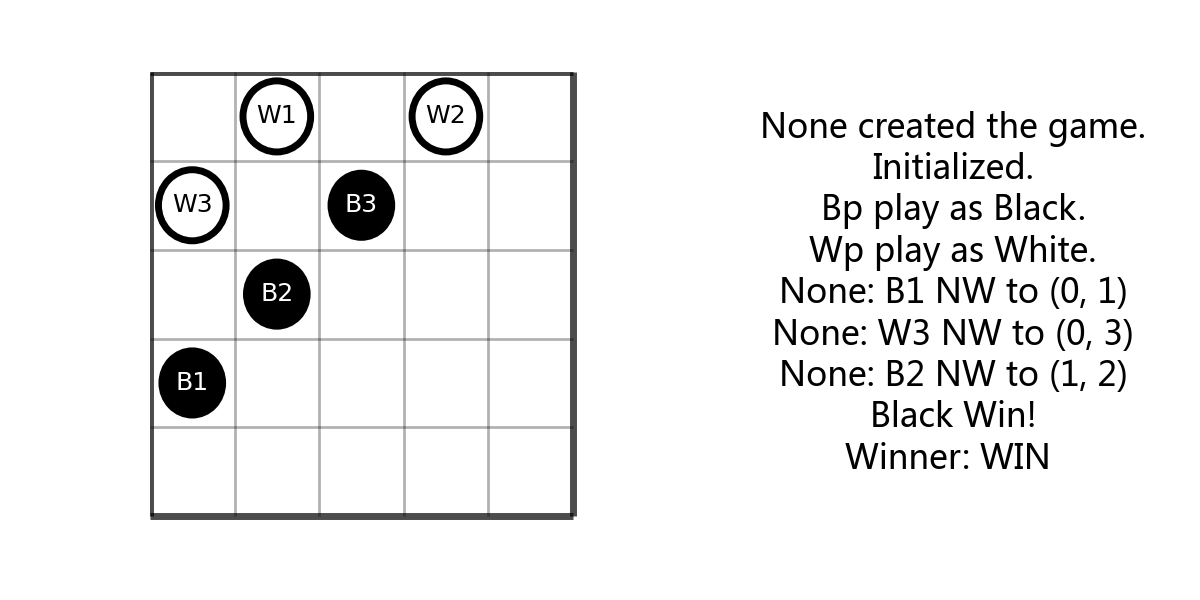 W1 W2
W3 B3
B2
B1
None created the game.
Initialized.
Bp play as Black.
Wp play as White.
None: B1 NW to (0, 1)
None: W3 NW to (0, 3)
None: B2 NW to (1, 2)
Black Win!
Winner: WIN